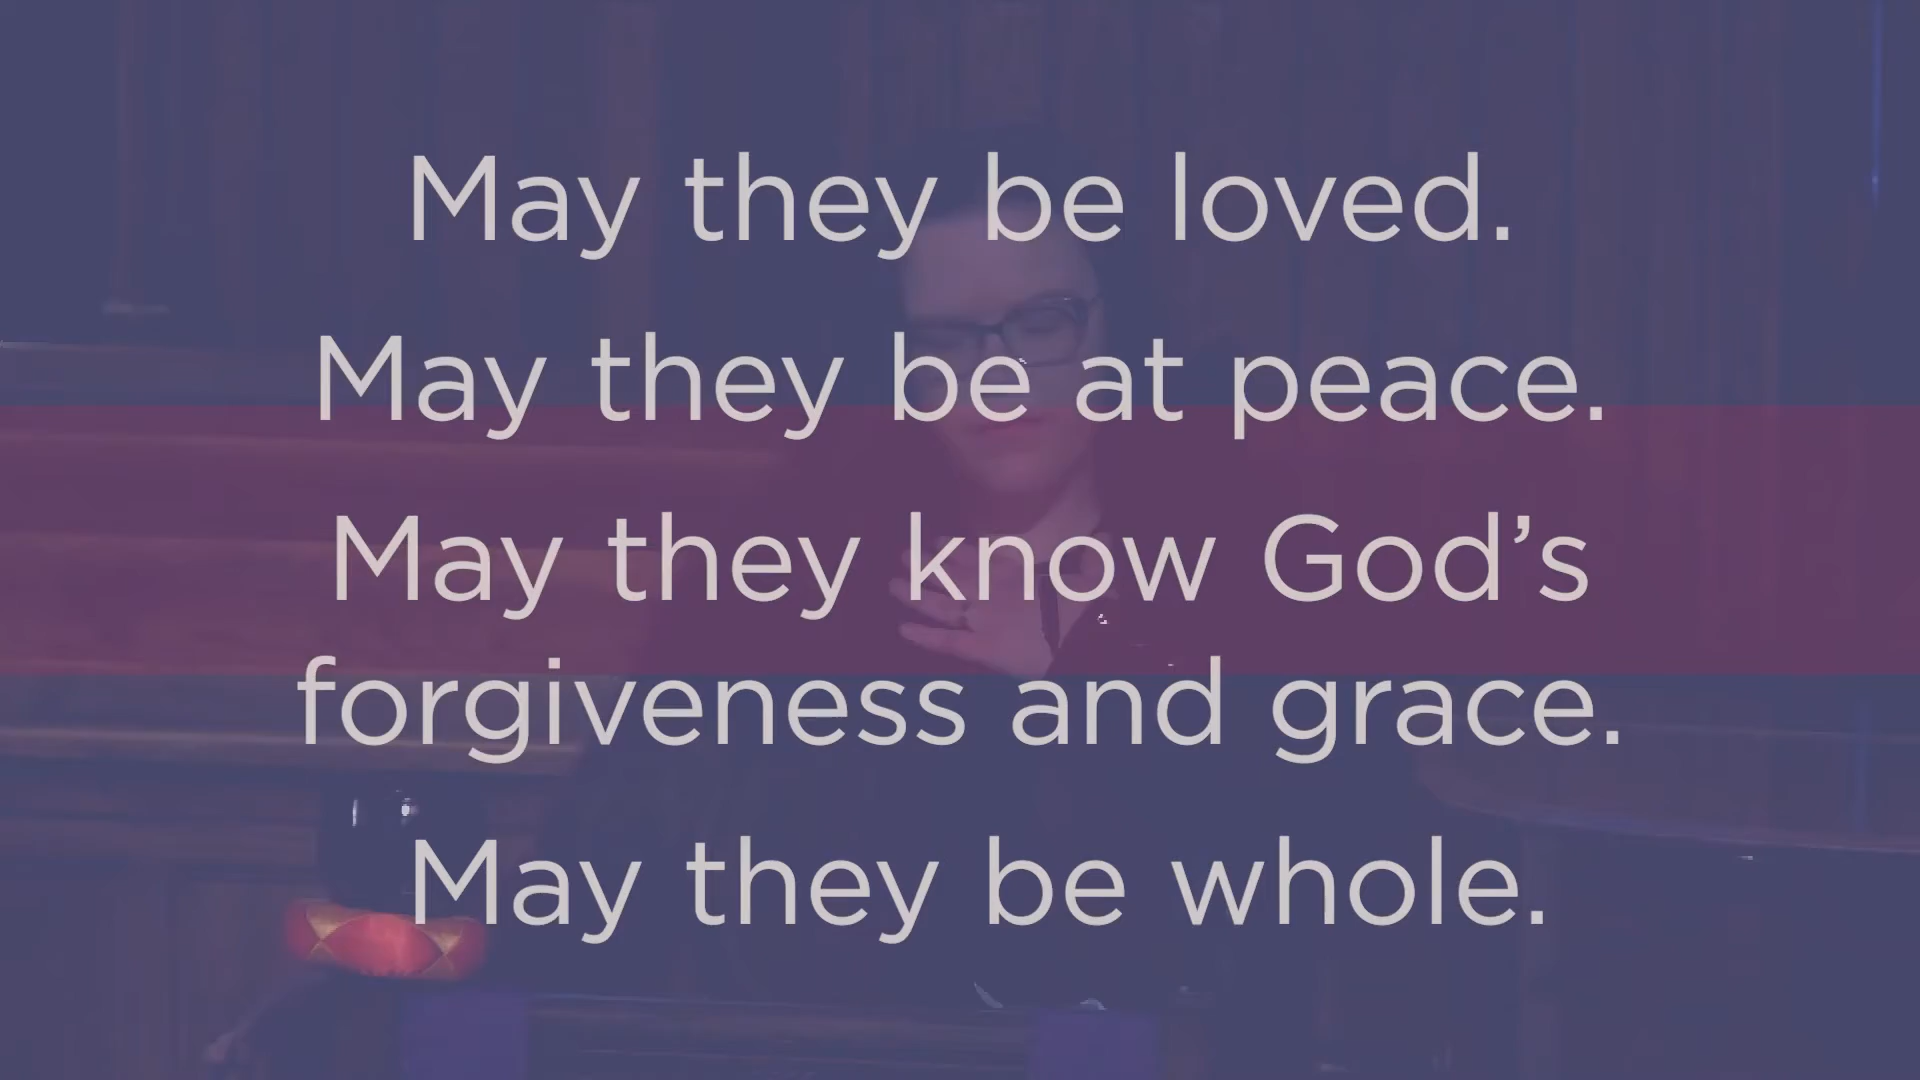 May they be loved.
May they be at peace.
May they know God’s
forgiveness and grace.
May they be whole.